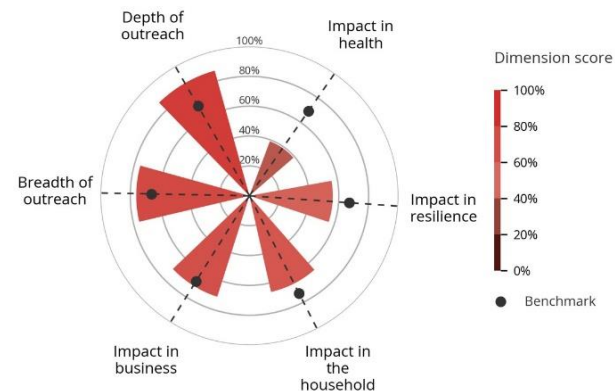 Depth of
outreach
Impact in
health
100%
80%
60%
40%
20%
Breadth of
outreach
Impact in
resilience
Impact in
business
Impact in
the
household
Dimension score
100%
80%
60%
40%
20%
0%
Benchmark